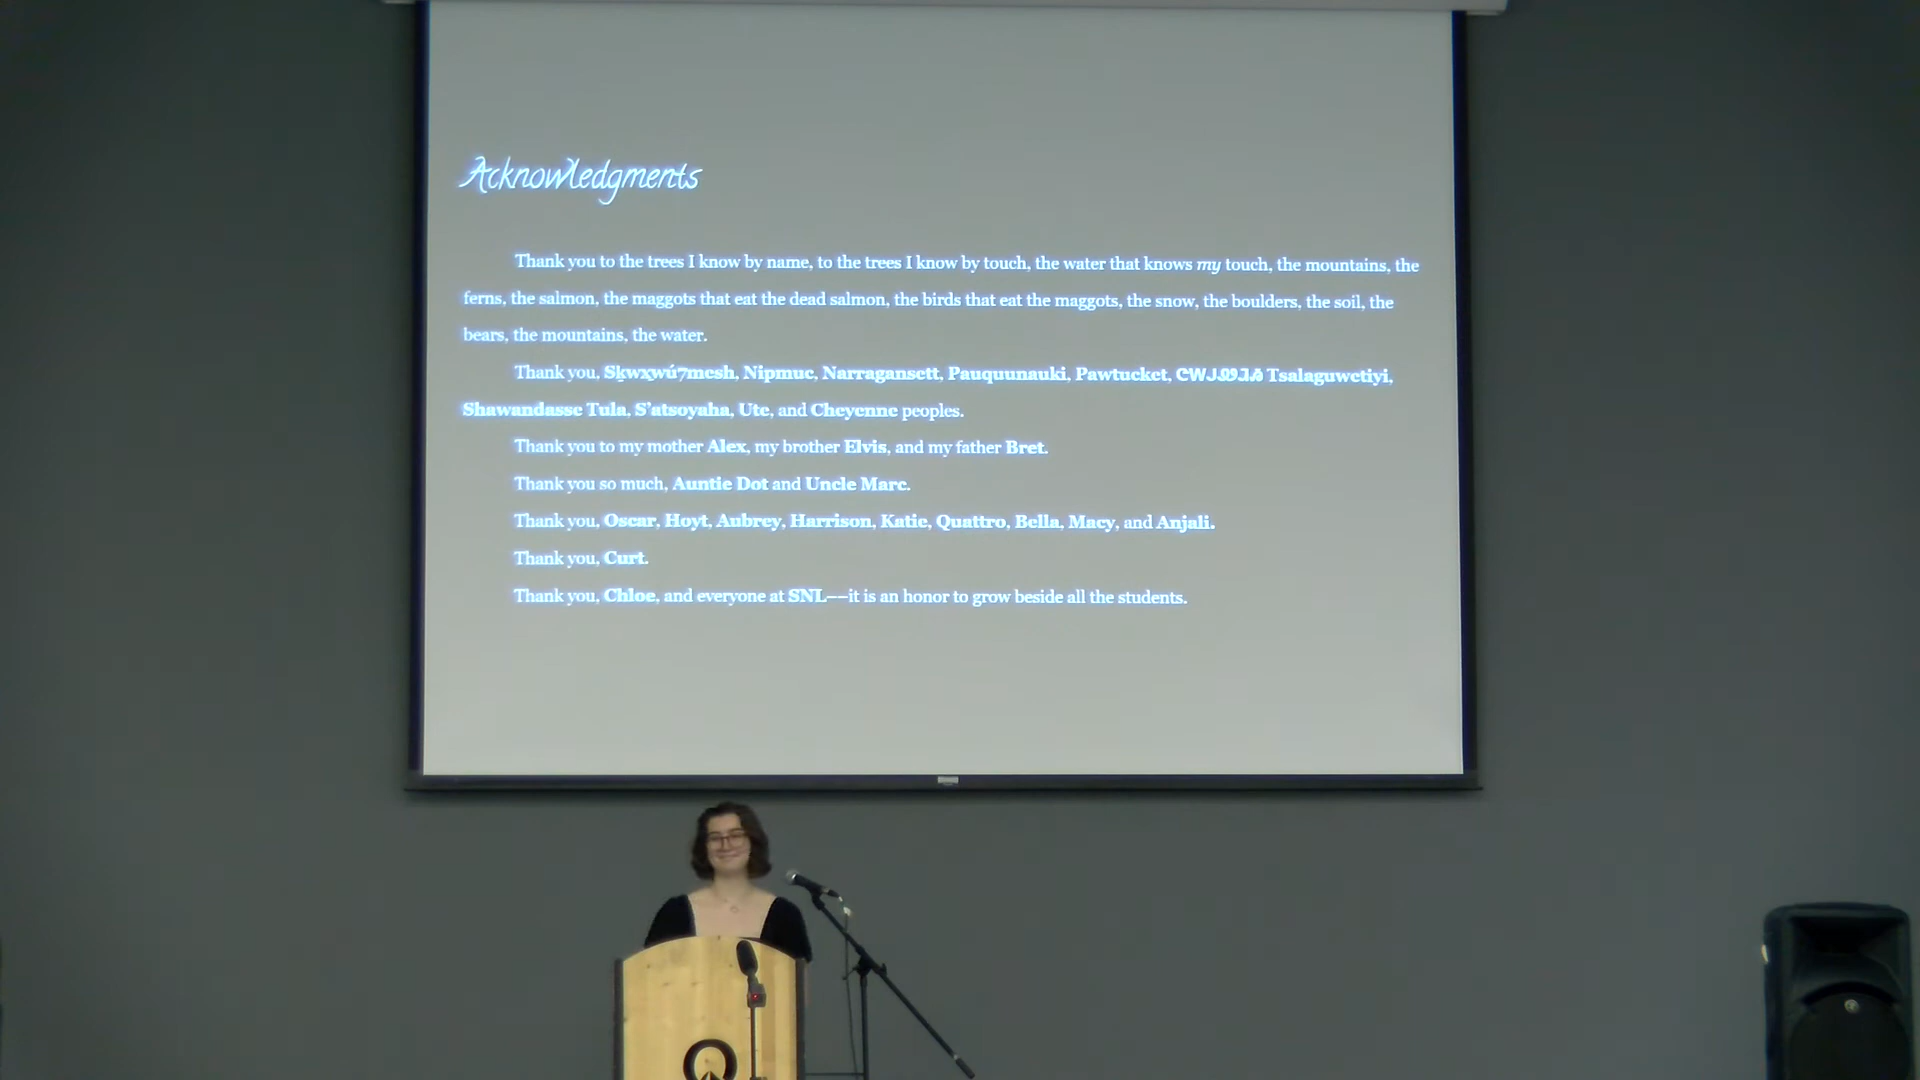 Acknowledgments
Thank you to the trees I know by name, to the trees I know by touch, the water that knows my touch, the mountains, the
ferns, the salmon, the maggots that eat the dead salmon, the birds that eat the maggots, the snow, the boulders, the soil, the
bears, the mountains, the water.
Thank you, Sḵwx̱wú7mesh, Nipmuc, Narragansett, Pauquunauki, Pawtucket, Tsalaguwetiyi,
Shawandasse Tula, S'atsoyaha, Ute, and Cheyenne peoples.
Thank you to my mother Alex, my brother Elvis, and my father Bret.
Thank you so much, Auntie Dot and Uncle Marc.
Thank you, Oscar, Hoyt, Aubrey, Harrison, Katie, Quattro, Bella, Macy, and Anjali.
Thank you, Curt.
Thank you, Chloe, and everyone at SNL—it is an honor to grow beside all the students.